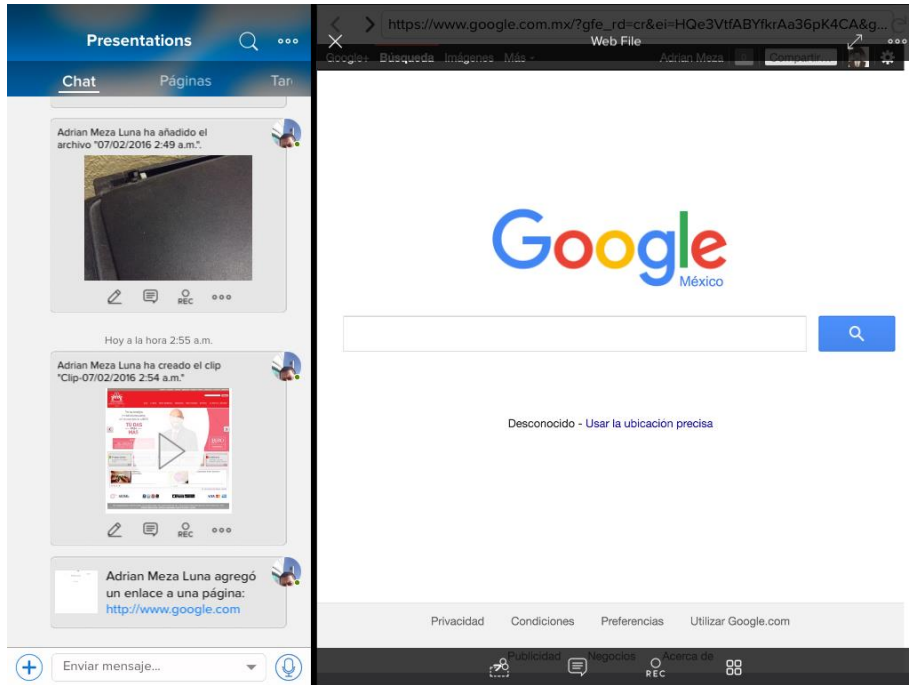 Presentations
Chat
Páginas
Adrian Meza Luna ha añadido el
archivo "07/02/2016 2:49 a.m.".
REC
Hoy a la hora 2:55 a.m.
Adrian Meza Luna ha creado el clip
"Clip-07/02/2016 2:54 a.m."
REC
Adrian Meza Luna agregó
un enlace a una página:
http://www.google.com
Enviar mensaje...
https://www.google.com.mx/?gfe_rd=cr&ei=HQe3VtfABYfkrAa36pK4CA&g...
Web File
Google+ Búsqueda Imágenes Más
Adrian Meza
Compartir...
Google
México
Desconocido - Usar la ubicación precisa
Privacidad Condiciones Preferencias Utilizar Google.com
Publicidad Negocios Acerca de
REC